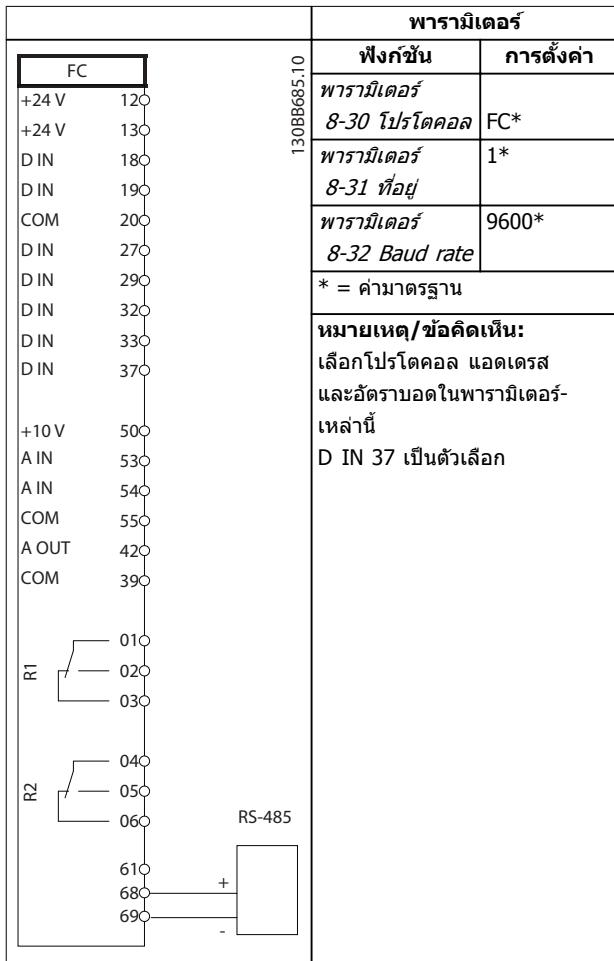 FC
130BB685.10
+24 V 12
+24 V 13
D IN 18
D IN 19
COM 20
D IN 27
D IN 29
D IN 32
D IN 33
D IN 37
+10 V 50
A IN 53
A IN 54
COM 55
A OUT 42
COM 39
R1
01
02
03
R2
04
05
06
RS-485
61
68 +
69 -
พารามิเตอร์
ฟังก์ชัน การตั้งค่า
พารามิเตอร์
8-30 โปรโตคอล FC*
พารามิเตอร์ 1*
8-31 ที่อยู่
พารามิเตอร์ 9600*
8-32 Baud rate
* = ค่ามาตรฐาน
หมายเหตุ/ข้อคิดเห็น:
เลือกโปรโตคอล แอดเดรส
และอัตราบอดในพารามิเตอร์-
เหล่านี้
D IN 37 เป็นตัวเลือก